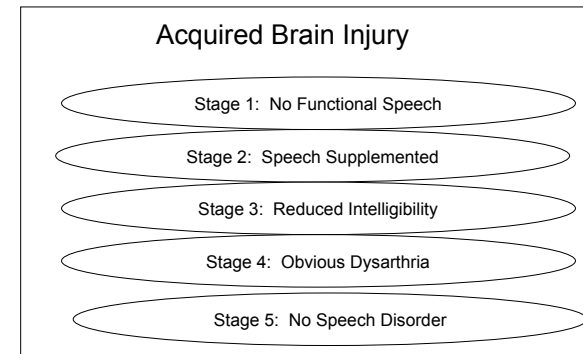 Acquired Brain Injury
Stage 1: No Functional Speech
Stage 2: Speech Supplemented
Stage 3: Reduced Intelligibility
Stage 4: Obvious Dysarthria
Stage 5: No Speech Disorder